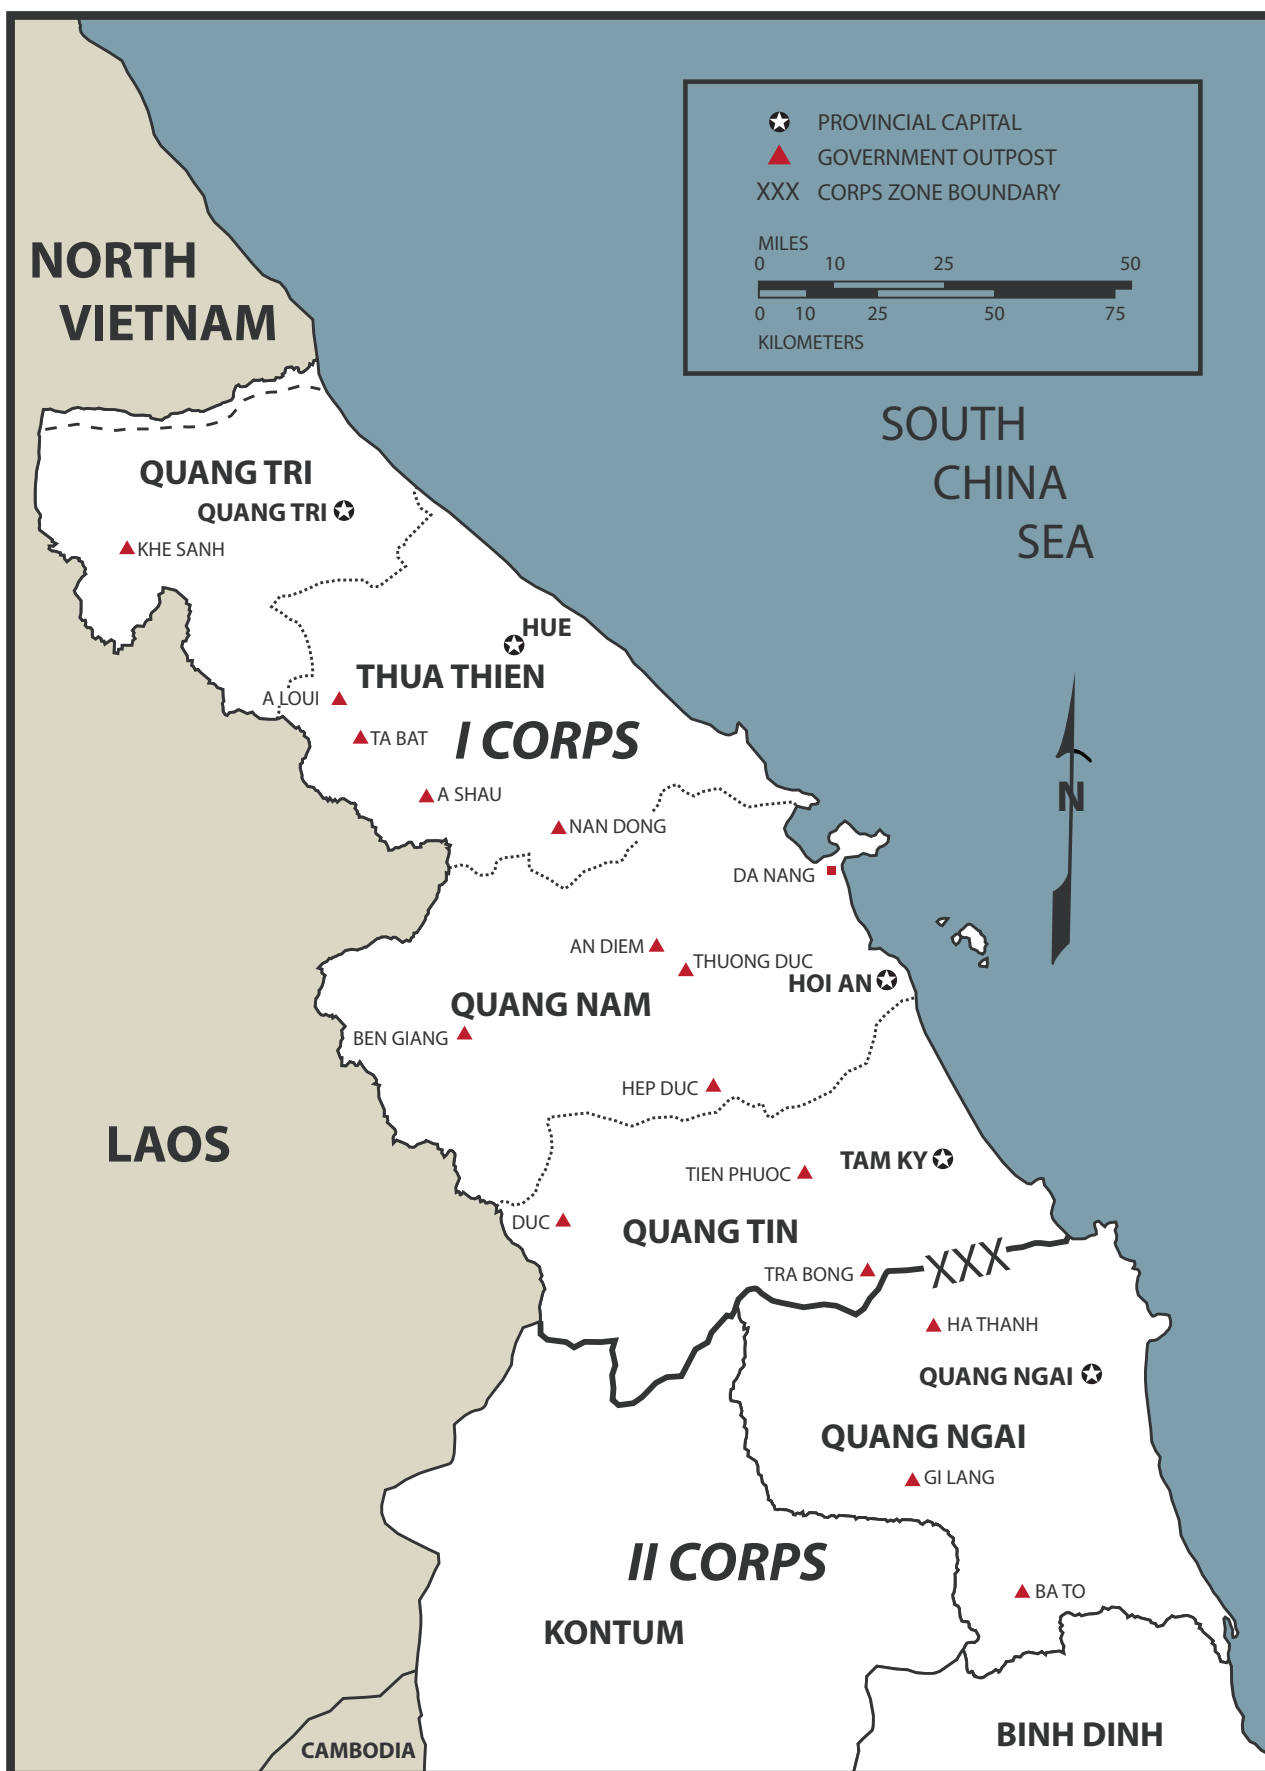 PROVINCIAL CAPITAL
GOVERNMENT OUTPOST
XXX CORPS ZONE BOUNDARY
MILES
0 10 25 50
0 10 25 50 75
KILOMETERS
NORTH
VIETNAM
SOUTH
CHINA
SEA
QUANG TRI
QUANG TRI
KHE SANH
HUE
THUA THIEN
A LOUI
I CORPS
TA BAT
A SHAU
N
NAN DONG
DA NANG
AN DIEM
THUONG DUC
HOI AN
QUANG NAM
BEN GIANG
HEP DUC
LAOS
TAM KY
TIEN PHUOC
DUC
QUANG TIN
XXX
TRA BONG
HA THANH
QUANG NGAI
QUANG NGAI
GI LANG
II CORPS
BA TO
KONTUM
BINH DINH
CAMBODIA